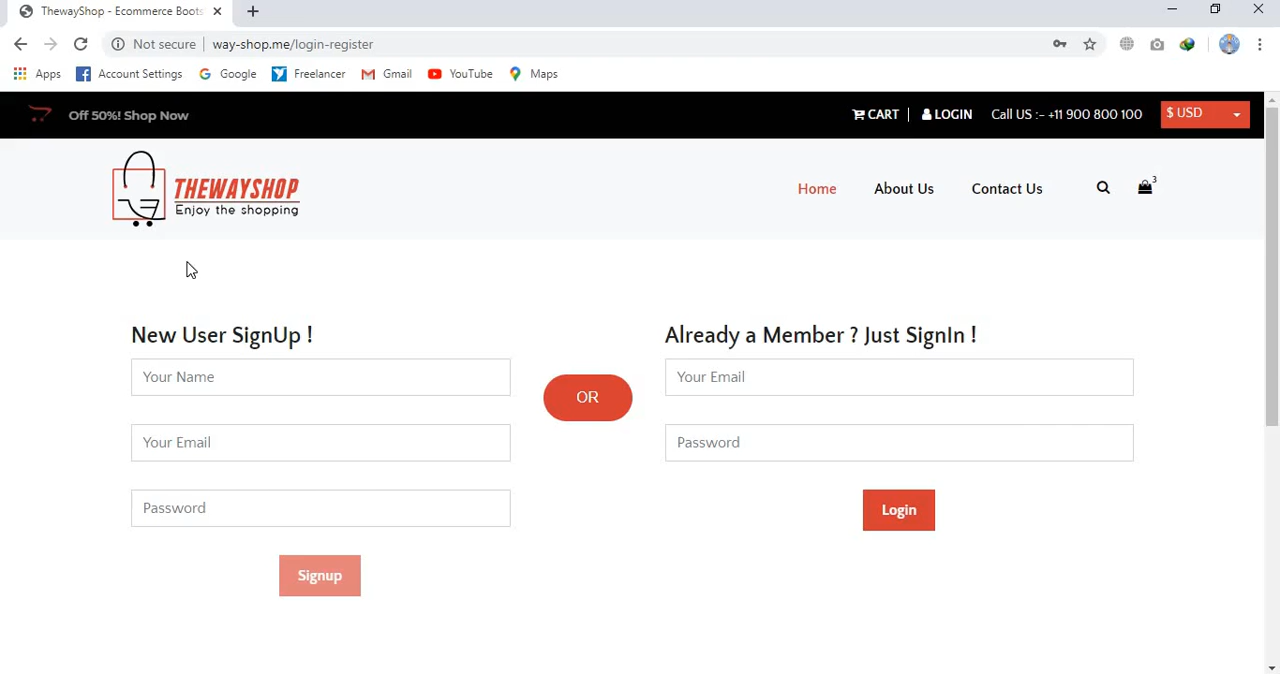 ThewayShop - Ecommerce Boots
Not secure way-shop.me/login-register
Apps Account Settings Google Freelancer Gmail YouTube Maps
Off 50%! Shop Now CART LOGIN Call US :- +11 900 800 100 $ USD
THEWAYSHOP
Enjoy the shopping
Home About Us Contact Us 3
New User SignUp ! Already a Member ? Just SignIn !
Your Name OR Your Email
Your Email Password
Password Login
Signup